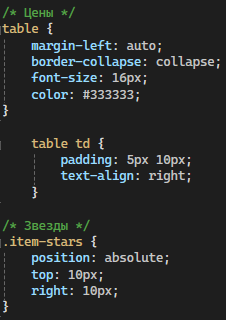 /* Цены */
table {
    margin-left: auto;
    border-collapse: collapse;
    font-size: 16px;
    color: #333333;
}
    table td {
        padding: 5px 10px;
        text-align: right;
    }
/* Звезды */
.item-stars {
    position: absolute;
    top: 10px;
    right: 10px;
}